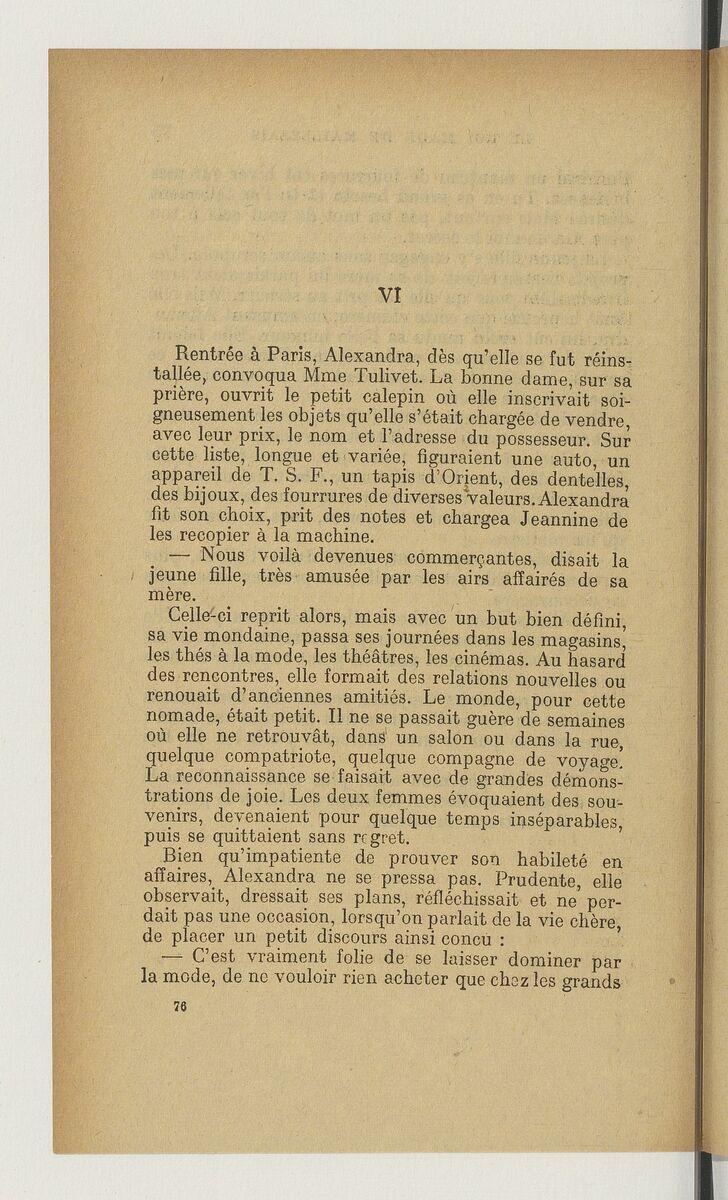 VI
Rentrée à Paris, Alexandra, dès qu'elle se fut réins-
tallée, convoqua Mme Tulivet. La bonne dame, sur sa
prière, ouvrit le petit calepin où elle inscrivait soi-
gneusement les objets qu'elle s'était chargée de vendre,
avec leur prix, le nom et l'adresse du possesseur. Sur
cette liste, longue et variée, figuraient une auto, un
appareil de T. S. F., un tapis d'Orient, des dentelles,
des bijoux, des fourrures de diverses valeurs. Alexandra
fit son choix, prit des notes et chargea Jeannine de
les recopier à la machine.
— Nous voilà devenues commerçantes, disait la
jeune fille, très amusée par les airs affairés de sa
mère.
Celle-ci reprit alors, mais avec un but bien défini,
sa vie mondaine, passa ses journées dans les magasins,
les thés à la mode, les théâtres, les cinémas. Au hasard
des rencontres, elle formait des relations nouvelles ou
renouait d'anciennes amitiés. Le monde, pour cette
nomade, était petit. Il ne se passait guère de semaines
où elle ne retrouvât, dans un salon ou dans la rue,
quelque compatriote, quelque compagne de voyage.
La reconnaissance se faisait avec de grandes démons-
trations de joie. Les deux femmes évoquaient des sou-
venirs, devenaient pour quelque temps inséparables,
puis se quittaient sans regret.
Bien qu'impatiente de prouver son habileté en
affaires, Alexandra ne se pressa pas. Prudente, elle
observait, dressait ses plans, réfléchissait et ne per-
dait pas une occasion, lorsqu'on parlait de la vie chère,
de placer un petit discours ainsi concu :
— C'est vraiment folie de se laisser dominer par
la mode, de ne vouloir rien acheter que chez les grands
76